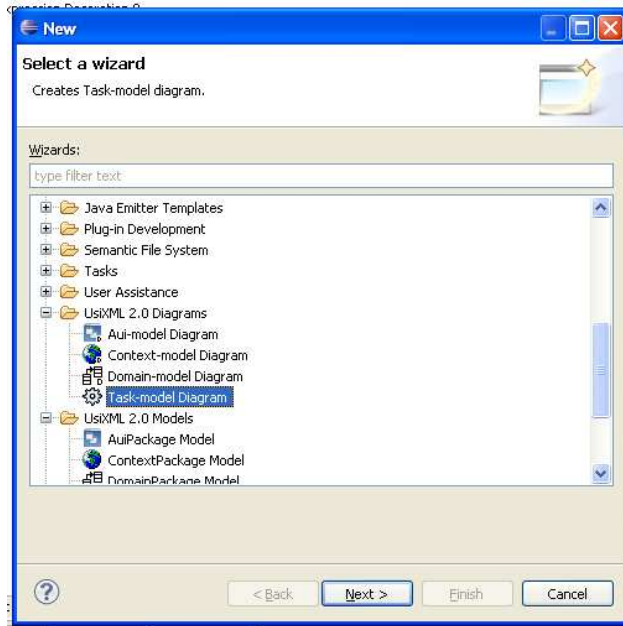 New
Select a wizard
Creates Task-model diagram.
Wizards:
type filter text
Java Emitter Templates
Plug-in Development
Semantic File System
Tasks
User Assistance
UsiXML 2.0 Diagrams
Aui-model Diagram
Context-model Diagram
Domain-model Diagram
Task-model Diagram
UsiXML 2.0 Models
AuiPackage Model
ContextPackage Model
DomainPackage Model
< Back Next > Finish Cancel